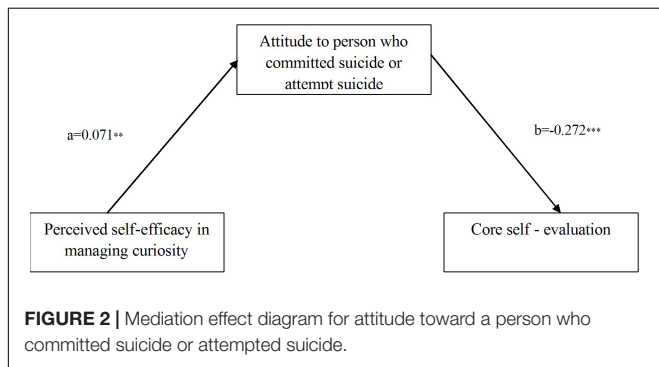 Attitude to person who
committed suicide or
attempt suicide
a=0.071**
b=-0.272***
Perceived self-efficacy in
managing curiosity
Core self - evaluation
FIGURE 2 | Mediation effect diagram for attitude toward a person who
committed suicide or attempted suicide.